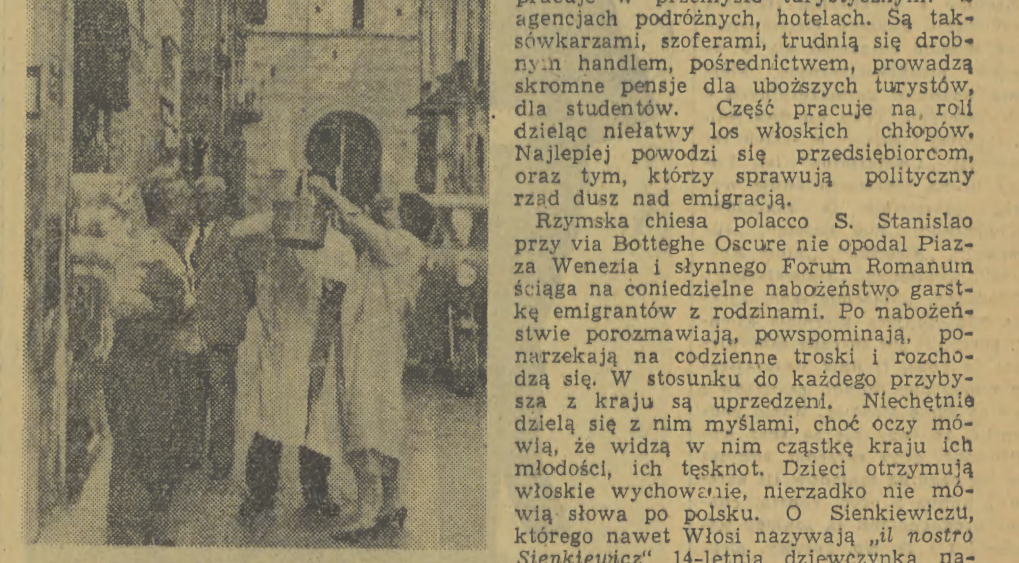 pracuje w przemyśle turystycznym.
agencjach podróżnych, hotelach. Są tak-
sówkarzami, szoferami, trudnią się drob-
nym handlem, pośrednictwem, prowadzą
skromne pensje dla uboższych turystów,
dla studentów. Część pracuje na roli
dzieląc niełatwy los włoskich chłopów.
Najlepiej powodzi się przedsiębiorcom,
oraz tym, którzy sprawują polityczny
rząd dusz nad emigracją.
Rzymska chiesa polacco S. Stanislao
przy via Botteghe Oscure nie opodal Piaz-
za Wenezia i słynnego Forum Romanum
ściąga na coniedzielne nabożeństwo garst-
kę emigrantów z rodzinami. Po nabożeń-
stwie porozmawiają, powspominają, po-
narzekają na codzienne troski i rozcho-
dzą się. W stosunku do każdego przyby-
sza z kraju są uprzedzeni. Niechętnie
dzielą się z nim myślami, choć oczy mó-
wią, że widzą w nim cząstkę kraju ich
młodości, ich tęsknot. Dzieci otrzymują
włoskie wychowanie, nierzadko nie mó-
wią słowa po polsku. O Sienkiewiczu,
którego nawet Włosi nazywają „il nostro
Sienkiewicz" 14-letnia dziewczynka na-